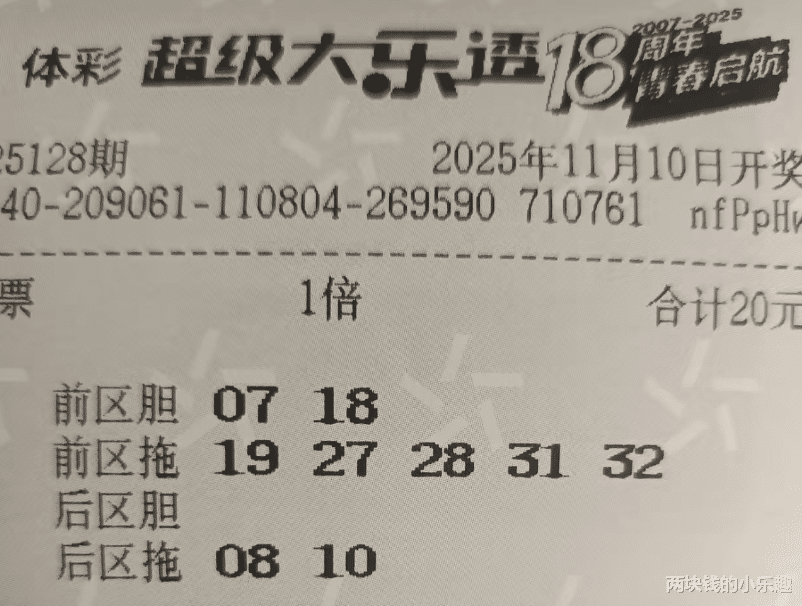 体彩 超级大乐透 18 2007-2025
周年
青春启航
25128期 2025年11月10日开奖
40-209061-110804-269590 710761 nfPpHw
票 1倍 合计20元
前区胆 07 18
前区拖 19 27 28 31 32
后区胆
后区拖 08 10
两块钱的小乐趣